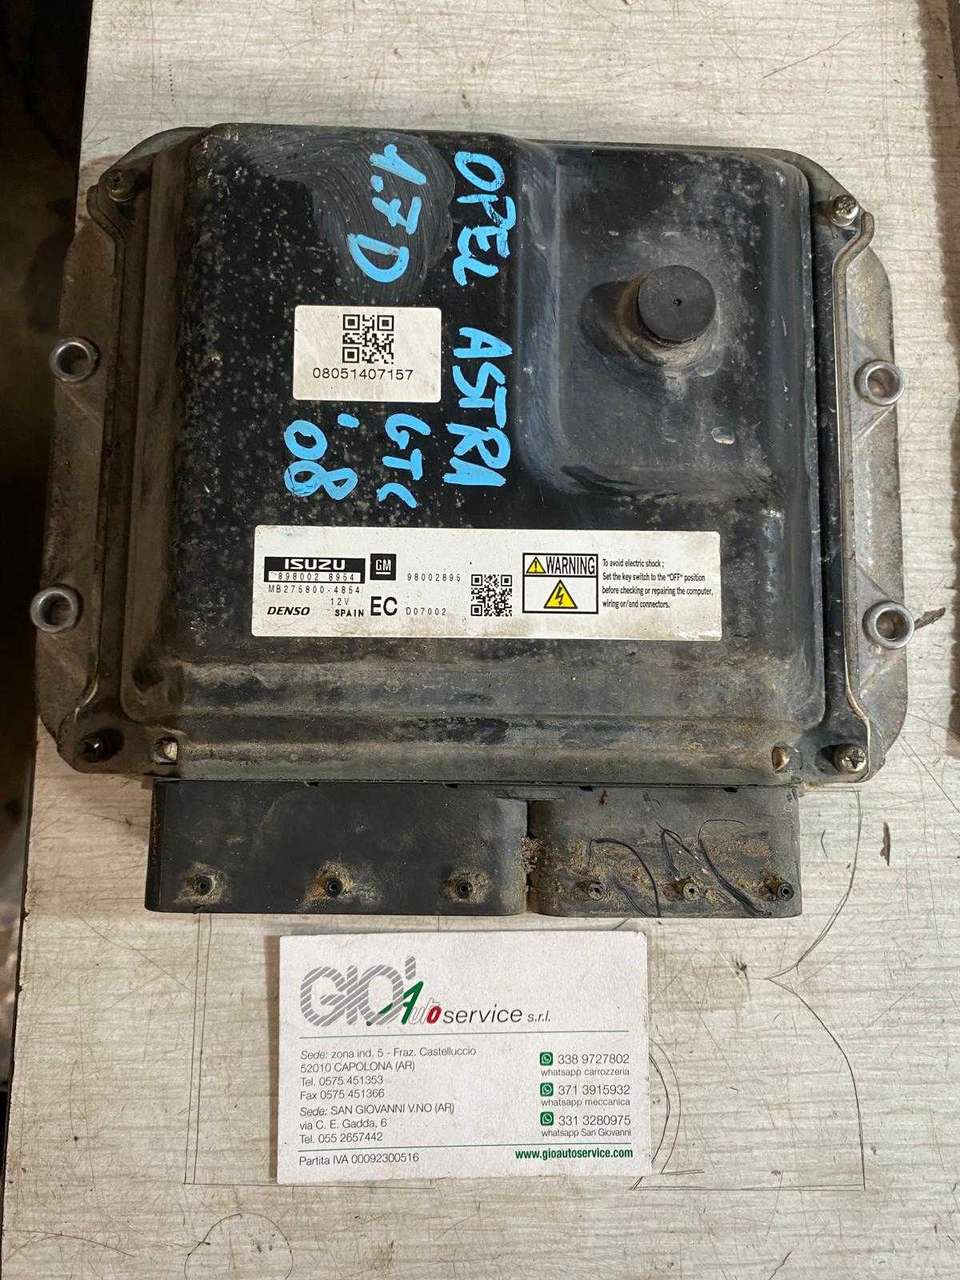 OPEL ASTRA
1.7D GTC
'08
08051407157
ISUZU
898002 8954
MB275800-4854
12V
DENSO SPAIN EC
GM
98002895
D07002
WARNING
To avoid electric shock ;
Set the key switch to the "OFF" position
before checking or repairing the computer,
wiring or/and connectors.
GIO' Autoservice s.r.l.
Sede: zona ind. 5 - Fraz. Castelluccio
52010 CAPOLONA (AR)
Tel. 0575 451353
Fax 0575 451366
Sede: SAN GIOVANNI V.NO (AR)
via C. E. Gadda, 6
Tel. 055 2657442
Partita IVA 00092300516
338 9727802
whatsapp carrozzeria
371 3915932
whatsapp meccanica
331 3280975
whatsapp San Giovanni
www.gioautoservice.com